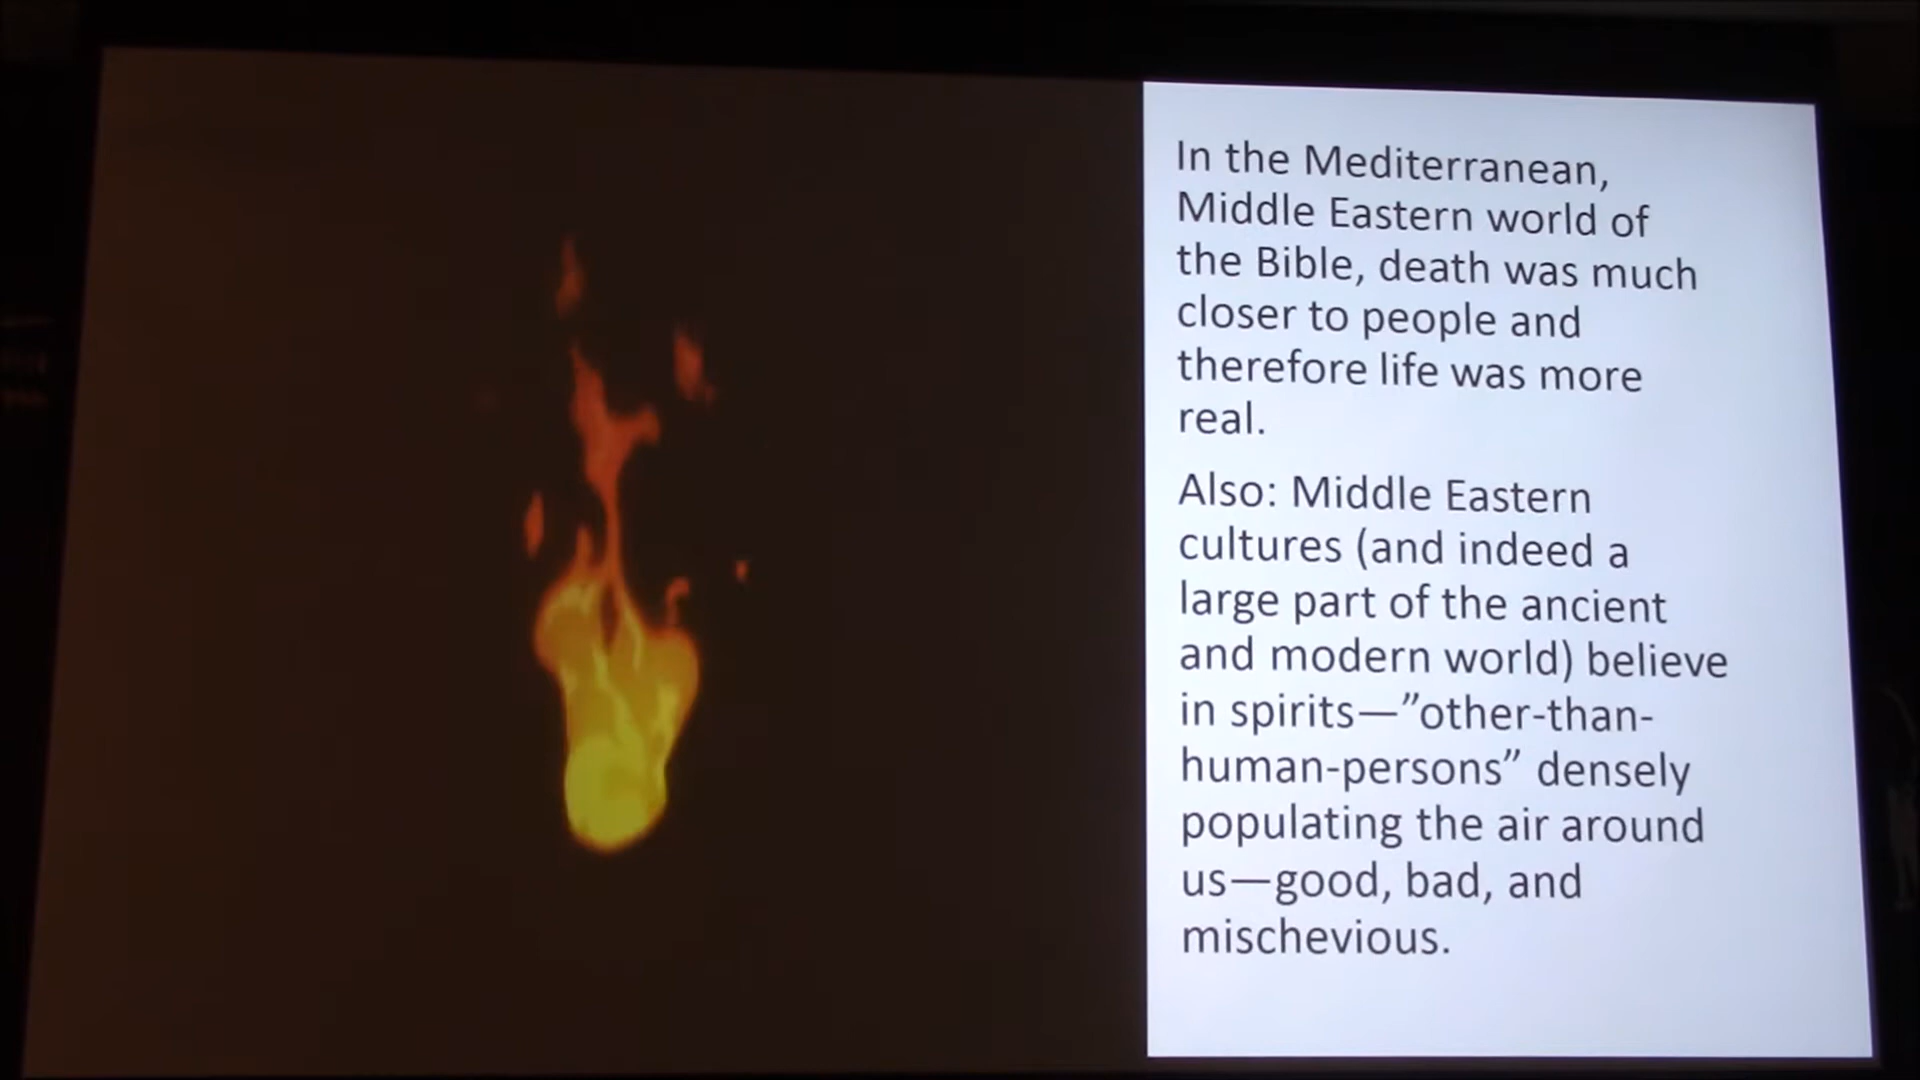 In the Mediterranean,
Middle Eastern world of
the Bible, death was much
closer to people and
therefore life was more
real.
Also: Middle Eastern
cultures (and indeed a
large part of the ancient
and modern world) believe
in spirits—”other-than-
human-persons” densely
populating the air around
us—good, bad, and
mischevious.